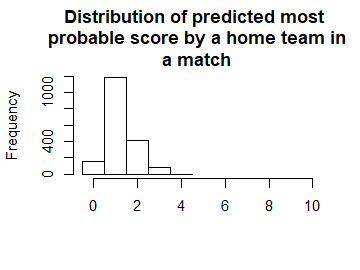 Distribution of predicted most
probable score by a home team in
a match
Frequency
1000
400
0
0 2 4 6 8 10